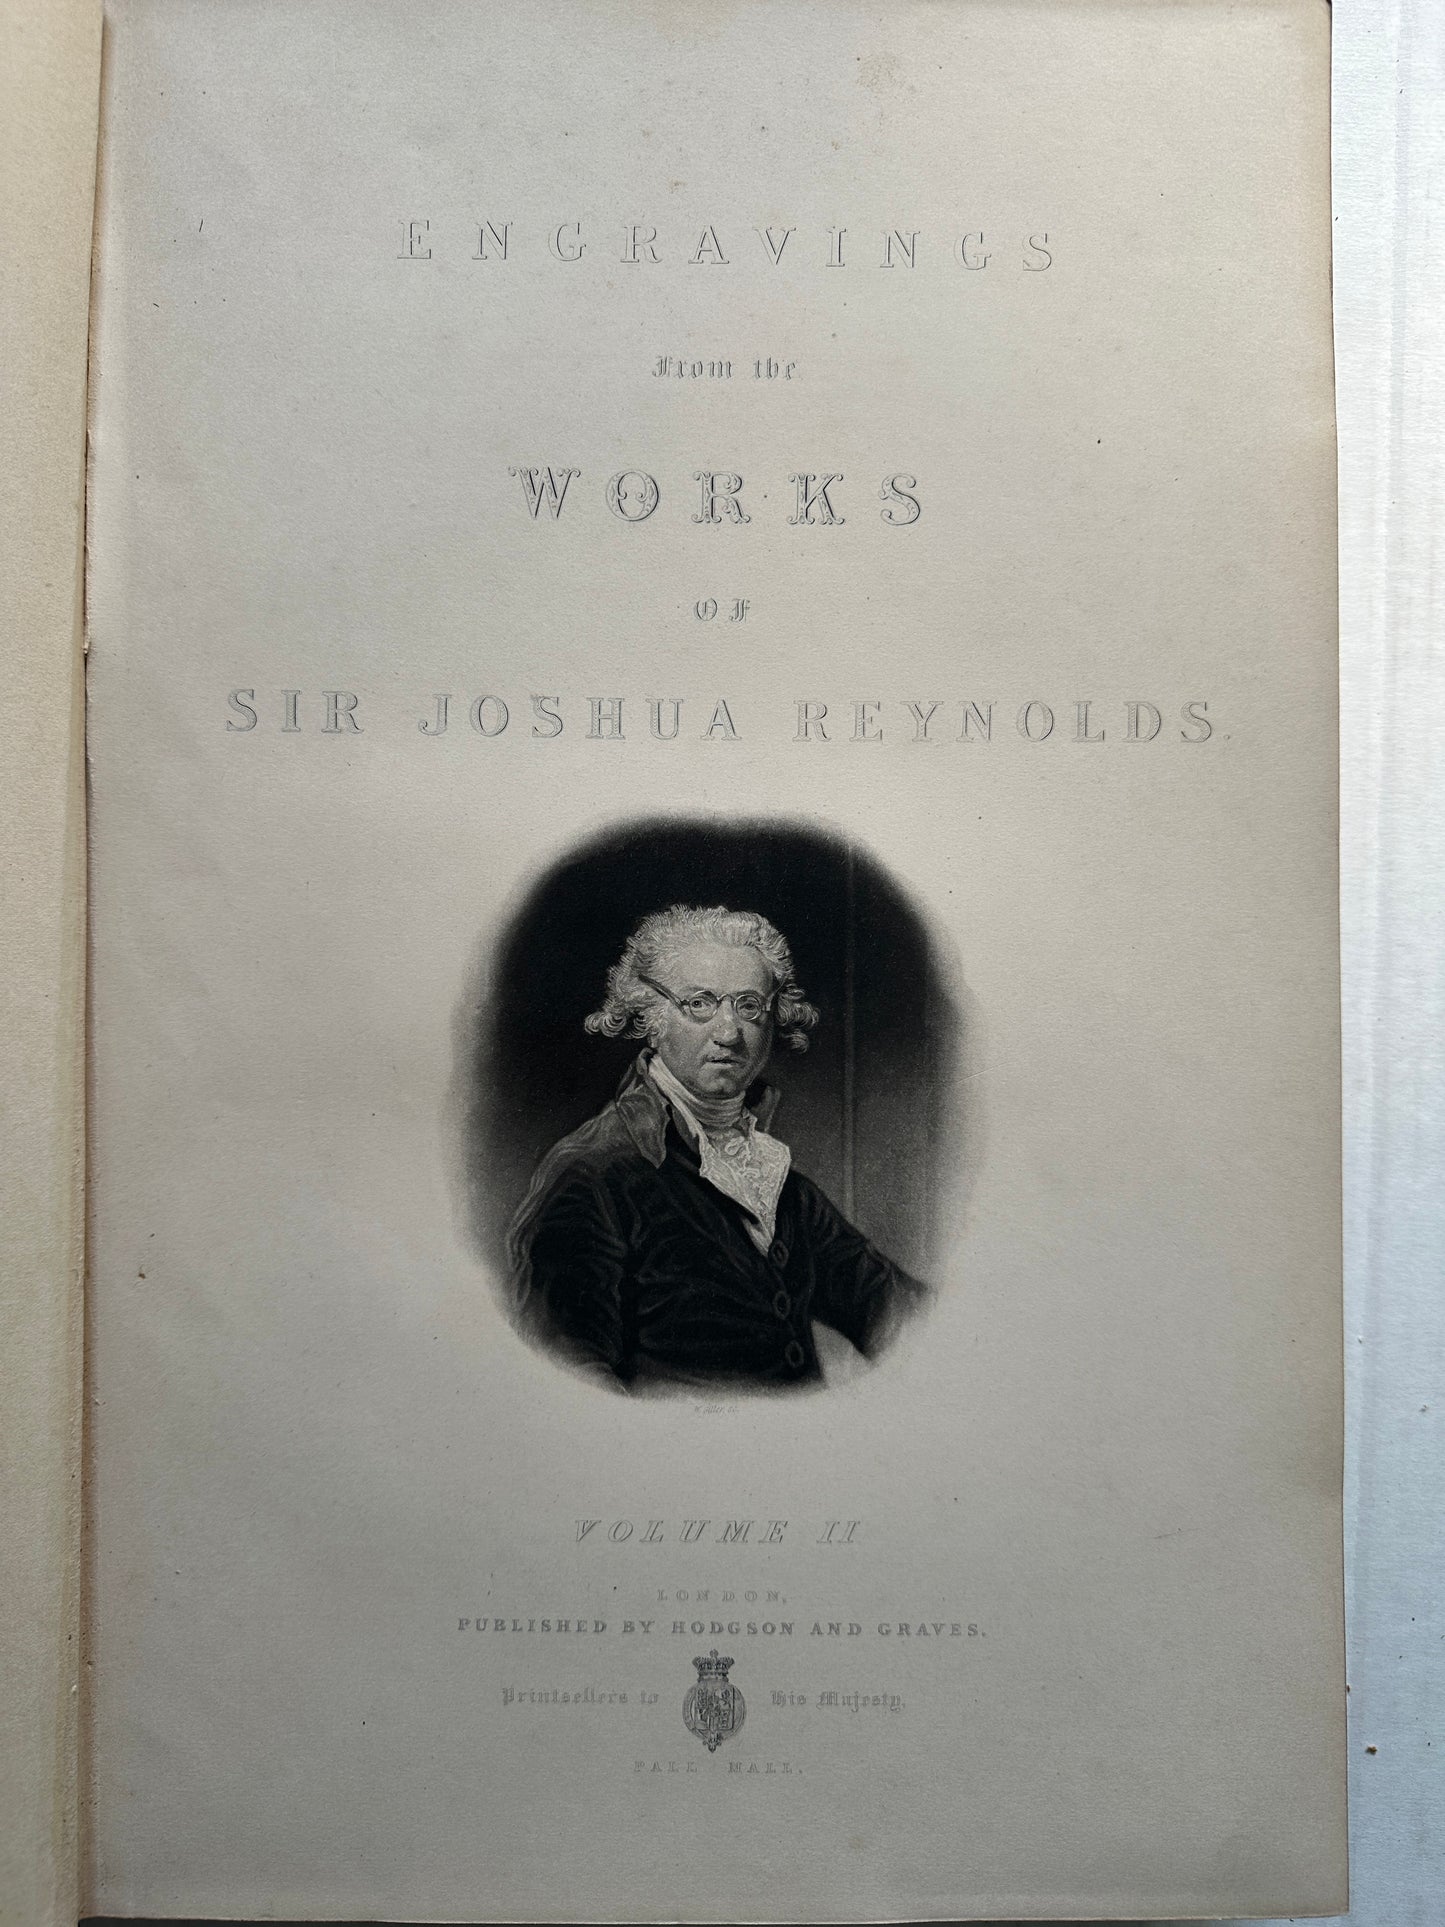 ENGRAVINGS
From the
WORKS
OF
SIR JOSHUA REYNOLDS.
VOLUME II
LONDON,
PUBLISHED BY HODGSON AND GRAVES.
Printsellers to His Majesty,
PALL MALL.